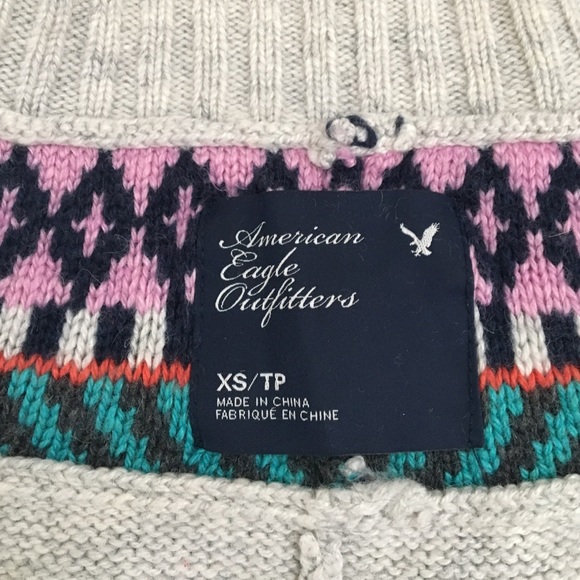 American
Eagle
Outfitters
XS/TP
MADE IN CHINA
FABRIQUÉ EN CHINE